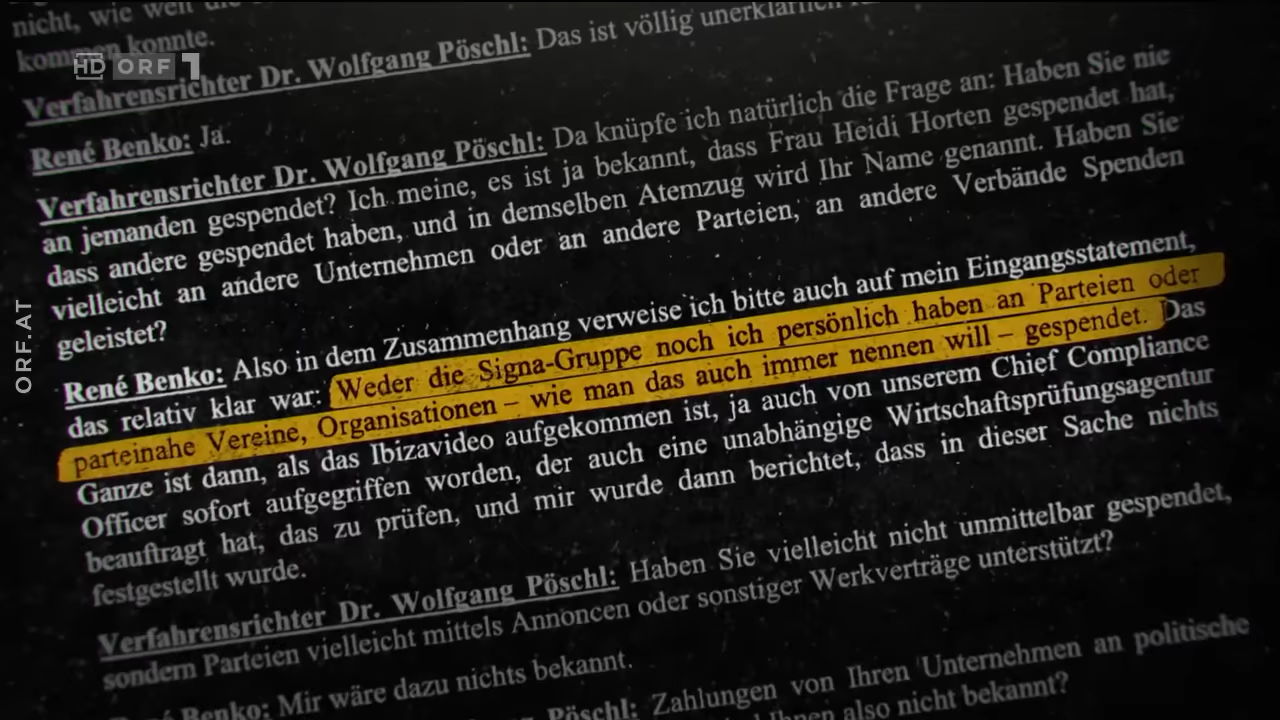 nicht, wie weit
kommen konnte.
HD ORF 1
Verfahrensrichter Dr. Wolfgang Pöschl: Das ist völlig
René Benko: Ja.
Verfahrensrichter Dr. Wolfgang Pöschl: Da knüpfe ich natürlich die Frage an: Haben Sie nie
an jemanden gespendet? Ich meine, es ist ja bekannt, dass Frau Heidi Horten gespendet hat,
dass andere gespendet haben, und in demselben Atemzug wird Ihr Name genannt. Haben Sie
vielleicht an andere Unternehmen oder an andere Parteien, an andere Verbände Spenden
geleistet?
ORF.AT
René Benko: Also in dem Zusammenhang verweise ich bitte auch auf mein Eingangsstatement,
das relativ klar war: Weder die Signa-Gruppe noch ich persönlich haben an Parteien oder
parteinahe Vereine, Organisationen – wie man das auch immer nennen will – gespendet. Das
Ganze ist dann, als das Ibizavideo aufgekommen ist, ja auch von unserem Chief Compliance
Officer sofort aufgegriffen worden, der auch eine unabhängige Wirtschaftsprüfungsagentur
beauftragt hat, das zu prüfen, und mir wurde dann berichtet, dass in dieser Sache nichts
festgestellt wurde.
Verfahrensrichter Dr. Wolfgang Pöschl: Haben Sie vielleicht nicht unmittelbar gespendet,
sondern Parteien vielleicht mittels Annoncen oder sonstiger Werkverträge unterstützt?
René Benko: Mir wäre dazu nichts bekannt.
Pöschl: Zahlungen von Ihren Unternehmen an politische
Ihnen also nicht bekannt?